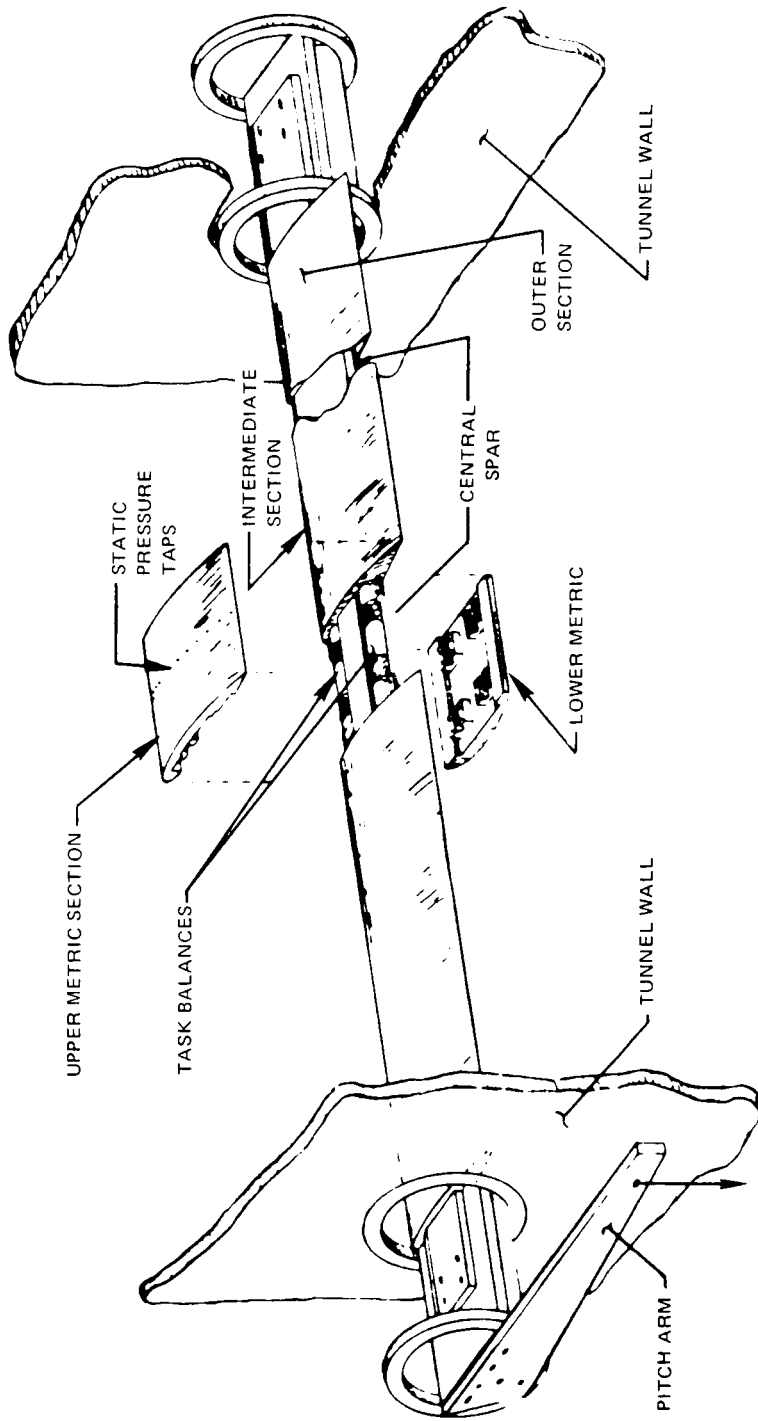 UPPER METRIC SECTION
STATIC
PRESSURE
TAPS
TASK BALANCES
INTERMEDIATE
SECTION
OUTER
SECTION
TUNNEL WALL
CENTRAL
SPAR
LOWER METRIC
TUNNEL WALL
PITCH ARM